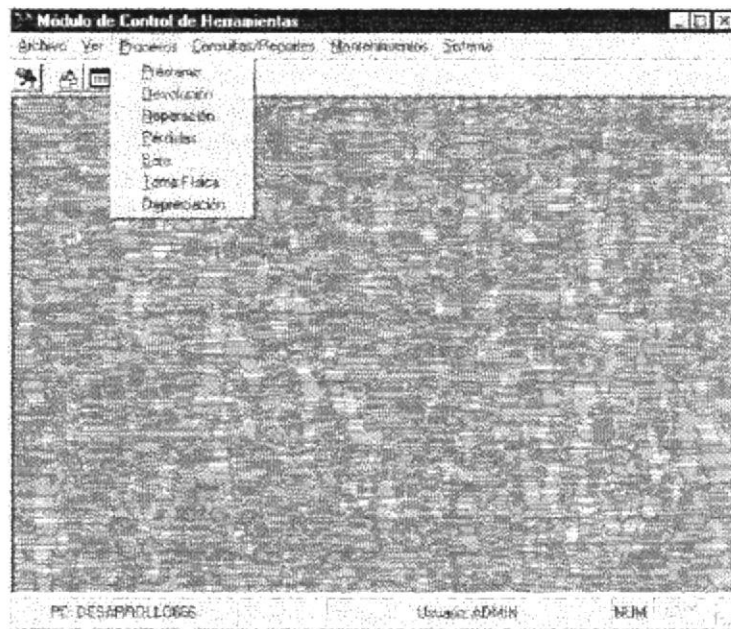 Módulo de Control de Herramientas
Archivo Ver Procesos Consultas/Reportes Mantenimientos Sistema
Préstamo
Devolución
Reparación
Pérdidas
Baja
Toma Física
Depreciación
PC: DESARROLLO666 Usuario: ADMIN NUM